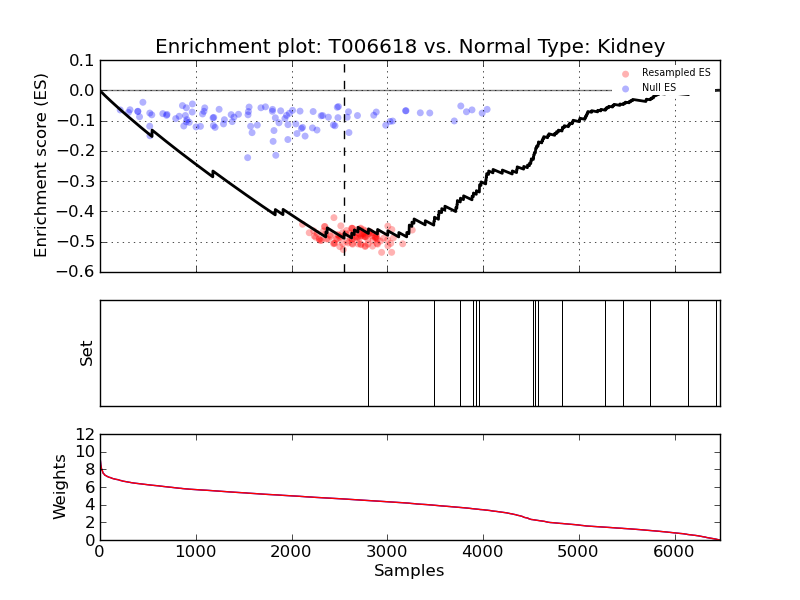 Enrichment plot: T006618 vs. Normal Type: Kidney
Enrichment score (ES)
0.1
0.0
−0.1
−0.2
−0.3
−0.4
−0.5
−0.6
Resampled ES
Null ES
Set
Weights
12
10
8
6
4
2
0
0 1000 2000 3000 4000 5000 6000
Samples